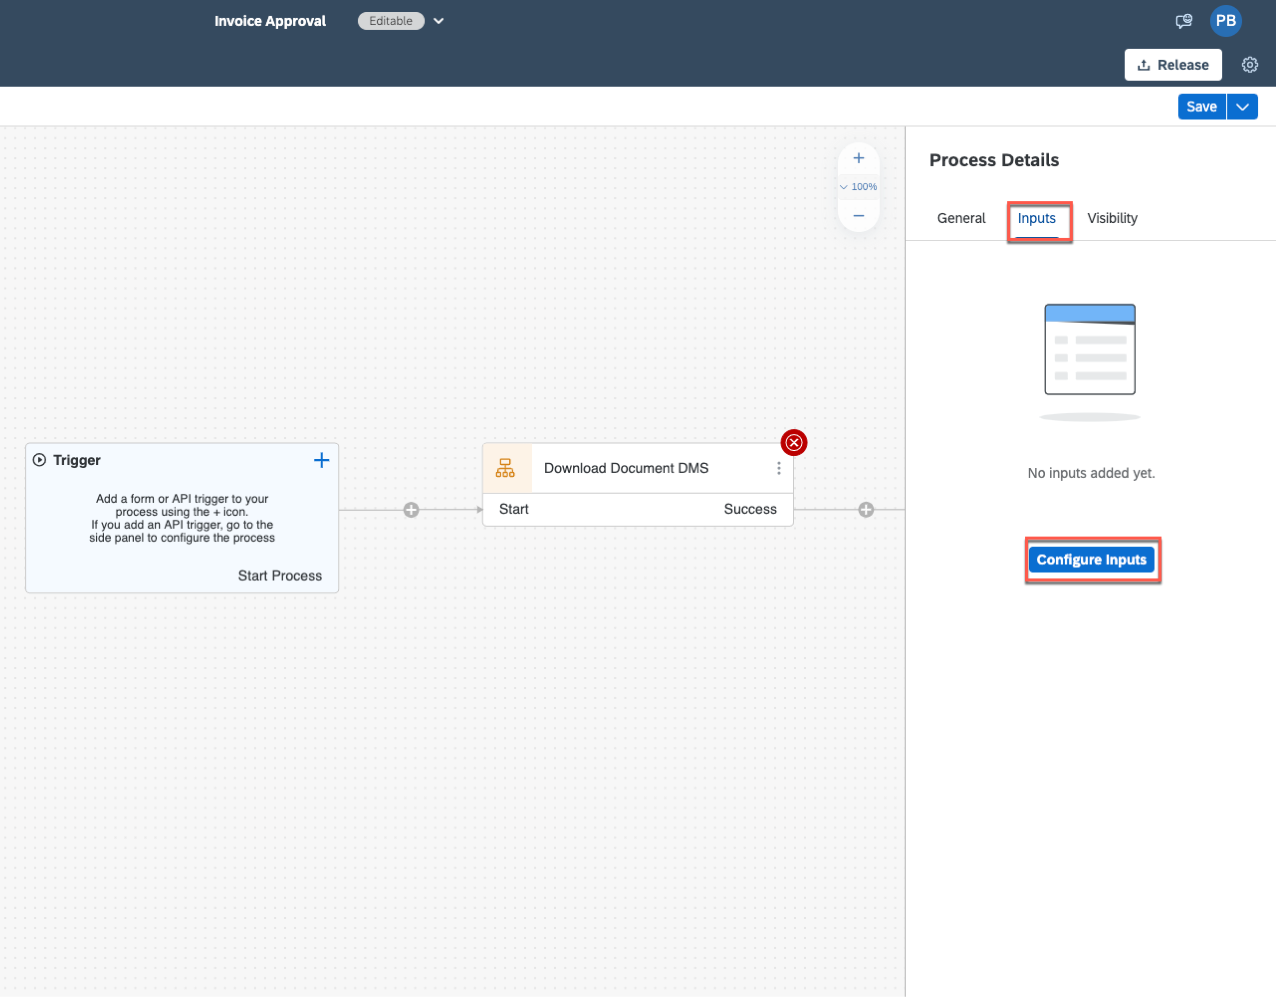 Invoice Approval
Editable
PB
Release
Save
100%
Process Details
General
Inputs
Visibility
No inputs added yet.
Configure Inputs
Trigger
Add a form or API trigger to your
process using the + icon.
If you add an API trigger, go to the
side panel to configure the process
Start Process
Download Document DMS
Start
Success